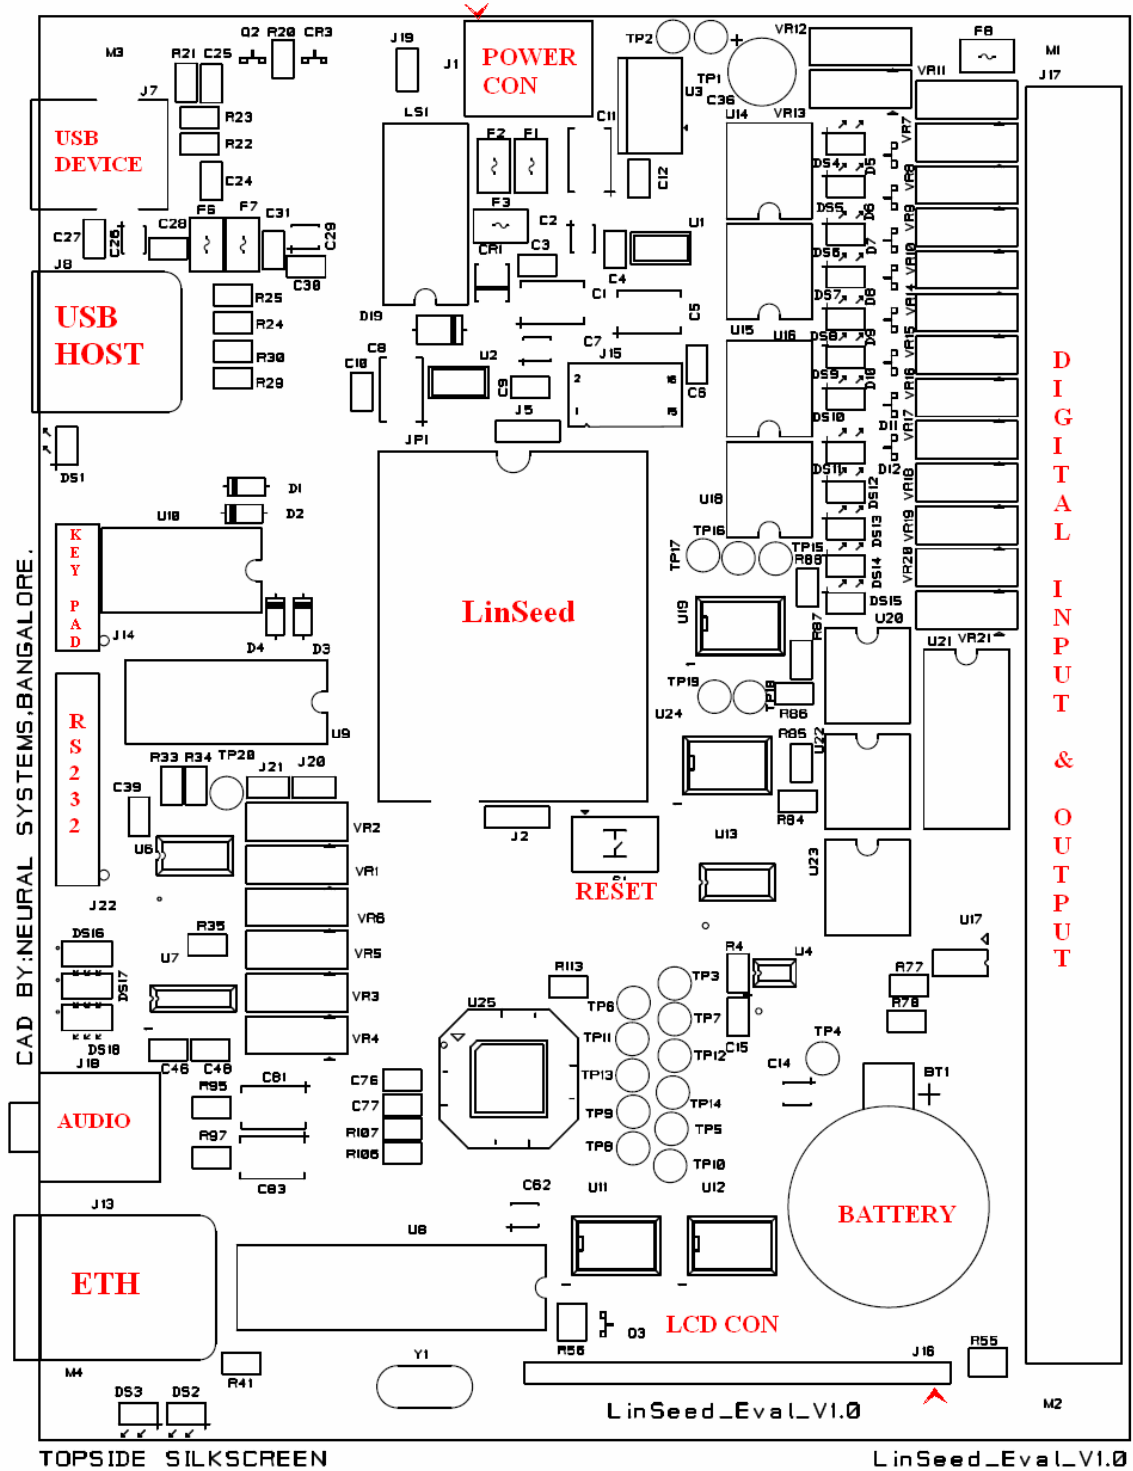 Q2 R20 CR3
J19
J1
POWER
CON
TP2
TP1
VR12
F8
M1
M3
R21 C25
J7
J17
VR11
U3
C36
VR13
U14
R23
R22
USB
DEVICE
LS1
F2 F1
C11
C12
C24
VR7
DS4
D5
VR8
F6 F7 C31
C28
C27
C26
C29
C30
F3
C2
U1
CR1
C3
C4
DS5
D6
VR9
DS6
D7
VR10
J8
USB
HOST
R25
R24
R30
R29
C1
C5
D19
C7
DS7
D8
VR14
U15
U16
DS8
D9
VR15
C10
C8
U2
C9
J15
2 16
1 15
C6
DS9
D10
VR16
JP1
J5
DS10
D11
VR17
DS1
DS11
D12
VR18
D1
D2
U10
U18
DS12
DS13
VR19
DS14
VR20
KEY PAD
J14
TP17
TP16
TP15
R88
DS15
LinSeed
U19
1
R87
U20
U21
VR21
D4 D3
U9
TP19
TP18
R86
U24
R85
U22
R84
DIGITAL INPUT & OUTPUT
CAD BY:NEURAL SYSTEMS,BANGALORE.
RS232
J22
R33 R34 TP20
J21 J20
C39
U6
VR2
VR1
VR6
VR5
VR3
VR4
J2
RESET
U13
U23
U17
R35
U7
DS16
DS17
DS18
R113
U25
R4
U4
C15
R77
R78
TP3
TP6
TP7
TP11
TP12
TP13
TP14
TP9
TP5
TP8
TP10
TP4
C14
BT1
C46 C48
J18
AUDIO
R95
C81
R97
C83
C76
C77
R107
R106
J13
ETH
U8
C62
U11
U12
BATTERY
R56
Q3
LCD CON
M4
R41
Y1
J16
R55
DS3 DS2
LinSeed_Eval_V1.0
M2
TOPSIDE SILKSCREEN
LinSeed_Eval_V1.0